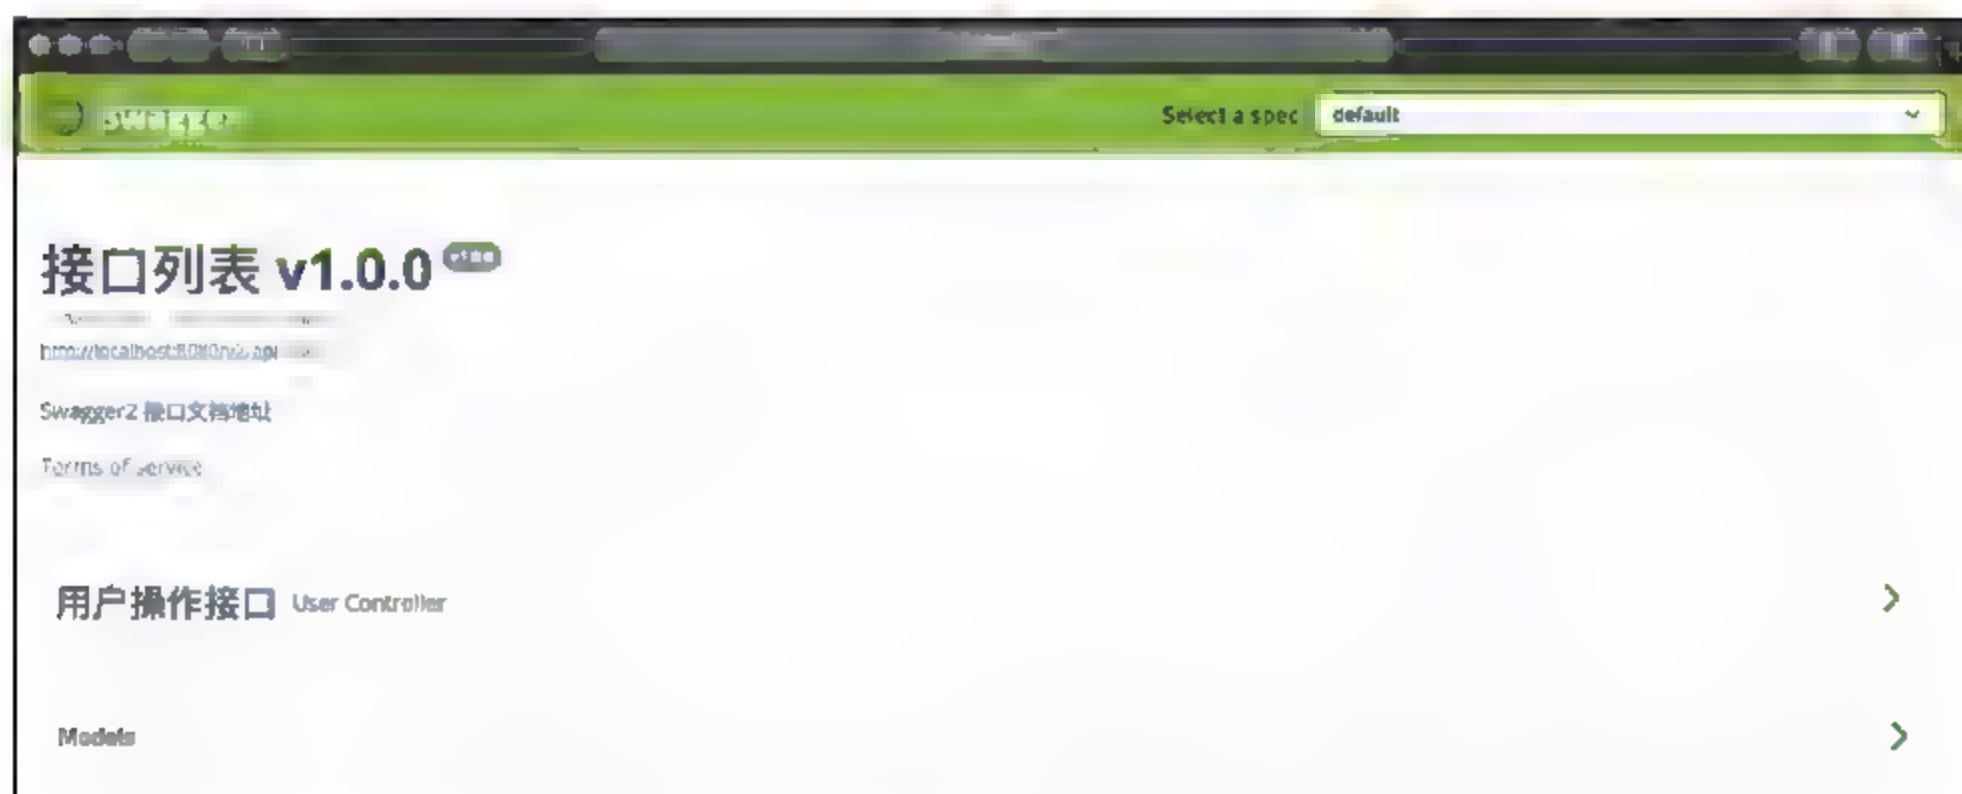 swagger
Select a spec
default
接口列表 v1.0.0
Swagger2 接口文档地址
Terms of service
用户操作接口 User Controller
Models